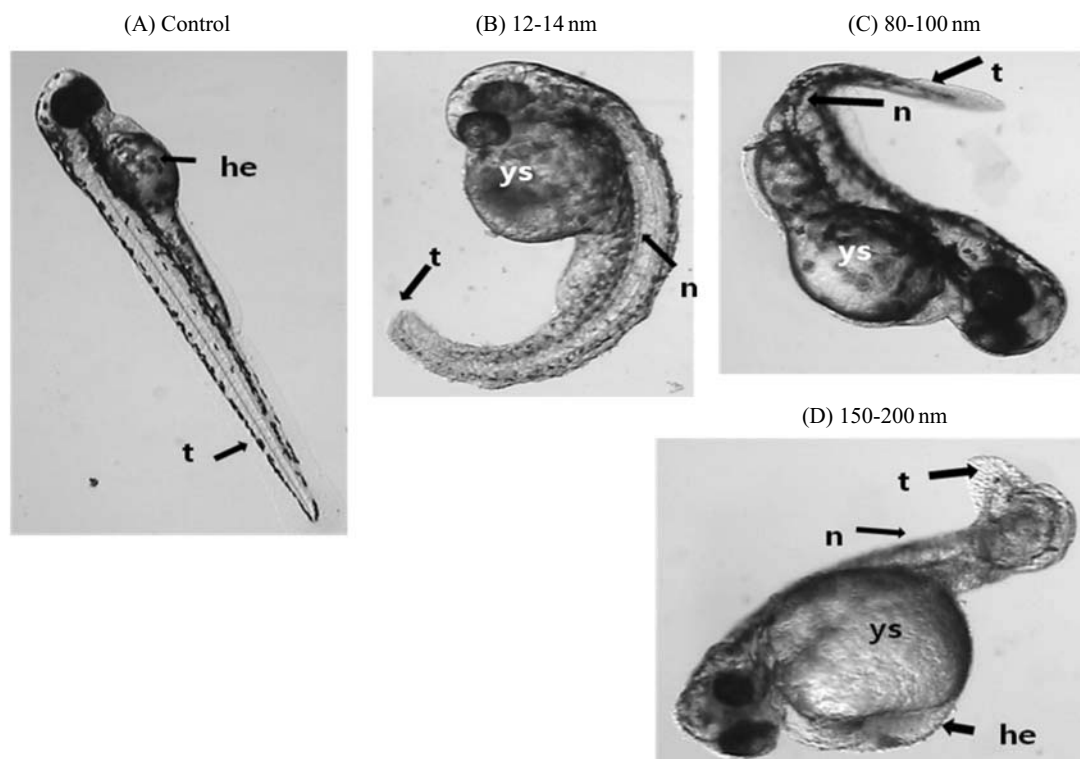 (A) Control
(B) 12-14 nm
(C) 80-100 nm
he
t
ys
t
n
t
n
ys
(D) 150-200 nm
t
n
ys
he